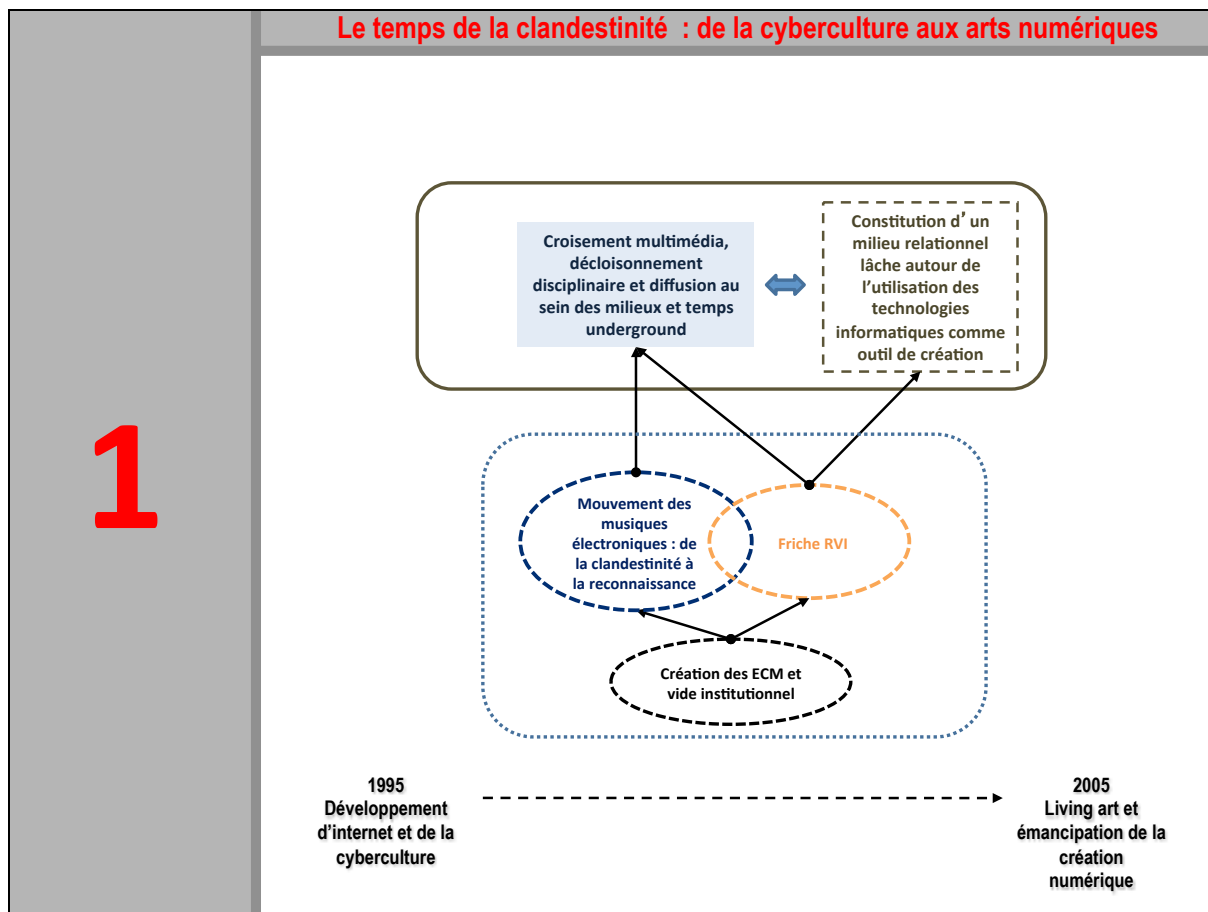 Le temps de la clandestinité : de la cyberculture aux arts numériques
1
Croisement multimédia,
décloisonnement
disciplinaire et diffusion au
sein des milieux et temps
underground
Constitution d’ un
milieu relationnel
lâche autour de
l’utilisation des
technologies
informatiques comme
outil de création
Mouvement des
musiques
électroniques : de
la clandestinité à
la reconnaissance
Friche RVI
Création des ECM et
vide institutionnel
1995
Développement
d’internet et de la
cyberculture
2005
Living art et
émancipation de la
création
numérique